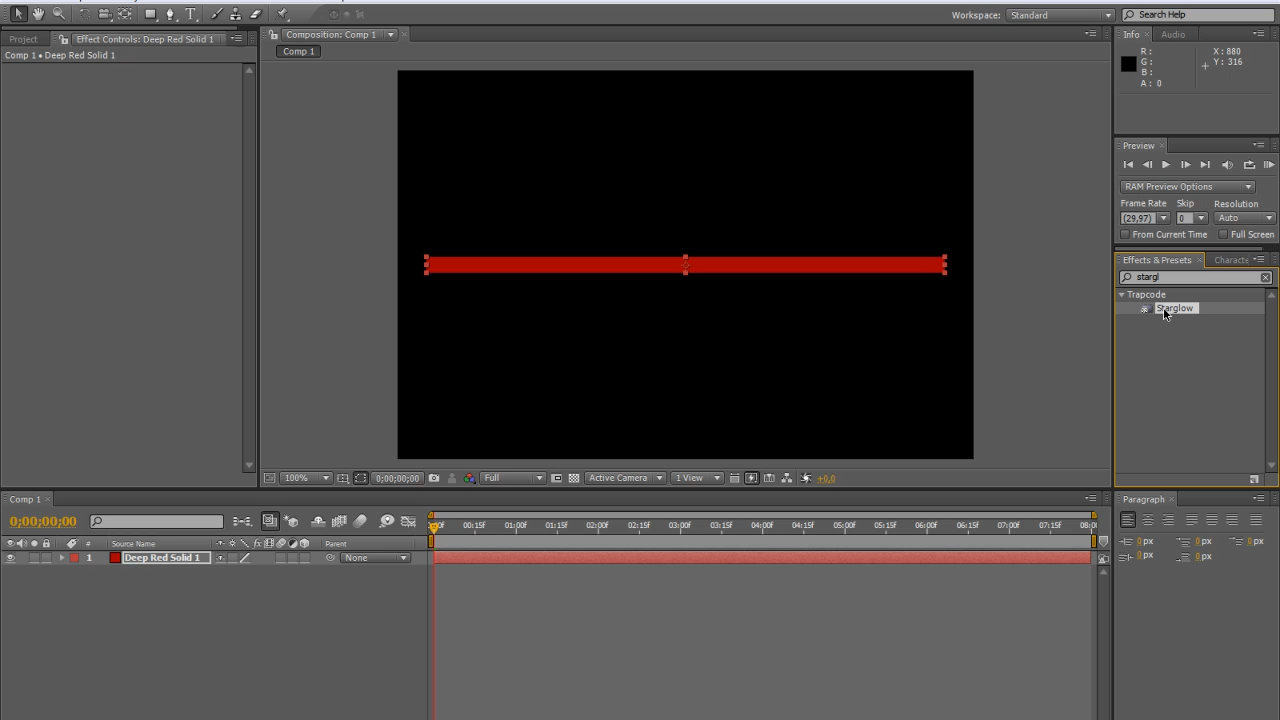 Workspace: Standard Search Help
Project Effect Controls: Deep Red Solid 1
Comp 1 • Deep Red Solid 1
Composition: Comp 1
Comp 1
Info Audio
R : X : 880
G : Y : 316
B :
A : 0
Preview
RAM Preview Options
Frame Rate Skip Resolution
(29,97) 0 Auto
From Current Time Full Screen
Effects & Presets Characte
stargl
Trapcode
Starglow
100% 0;00;00;00 Full Active Camera 1 View +0,0
Comp 1
0;00;00;00
00:15f 01:00f 01:15f 02:00f 02:15f 03:00f 03:15f 04:00f 04:15f 05:00f 05:15f 06:00f 06:15f 07:00f 07:15f 08:00
# Source Name Parent
1 Deep Red Solid 1 None
Paragraph
0 px 0 px 0 px
0 px 0 px